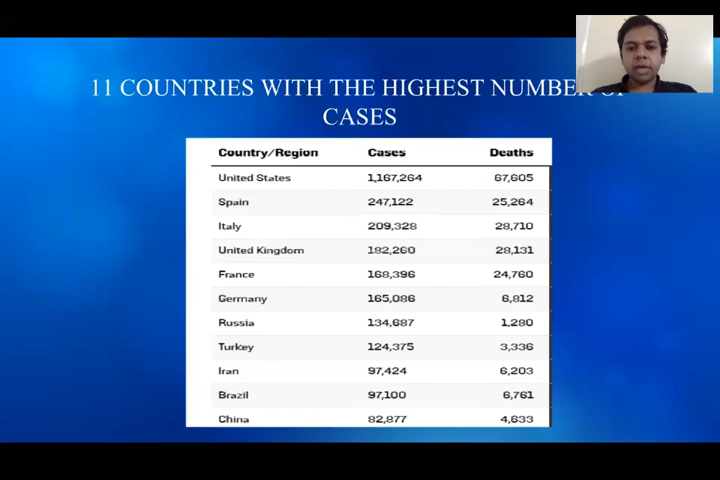 11 COUNTRIES WITH THE HIGHEST NUMBER OF
CASES
Country/Region Cases Deaths
United States 1,167,264 67,605
Spain 247,122 25,264
Italy 209,328 28,710
United Kingdom 182,260 28,131
France 168,396 24,760
Germany 165,086 6,812
Russia 134,687 1,280
Turkey 124,375 3,336
Iran 97,424 6,203
Brazil 97,100 6,761
China 82,877 4,633